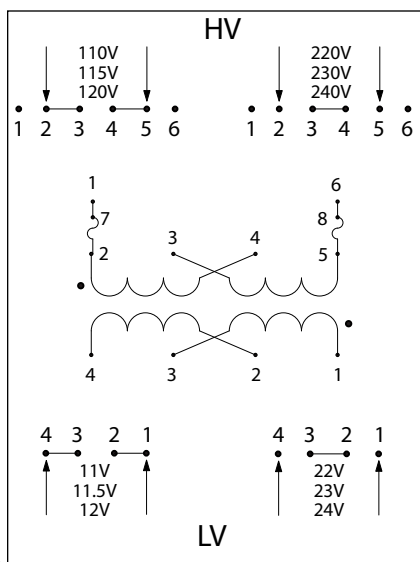 HV
110V 220V
115V 230V
120V 240V
1 2 3 4 5 6 1 2 3 4 5 6
1 6
7 8
3 4
2 5
4 3 2 1
4 3 2 1 4 3 2 1
11V 22V
11.5V 23V
12V 24V
LV